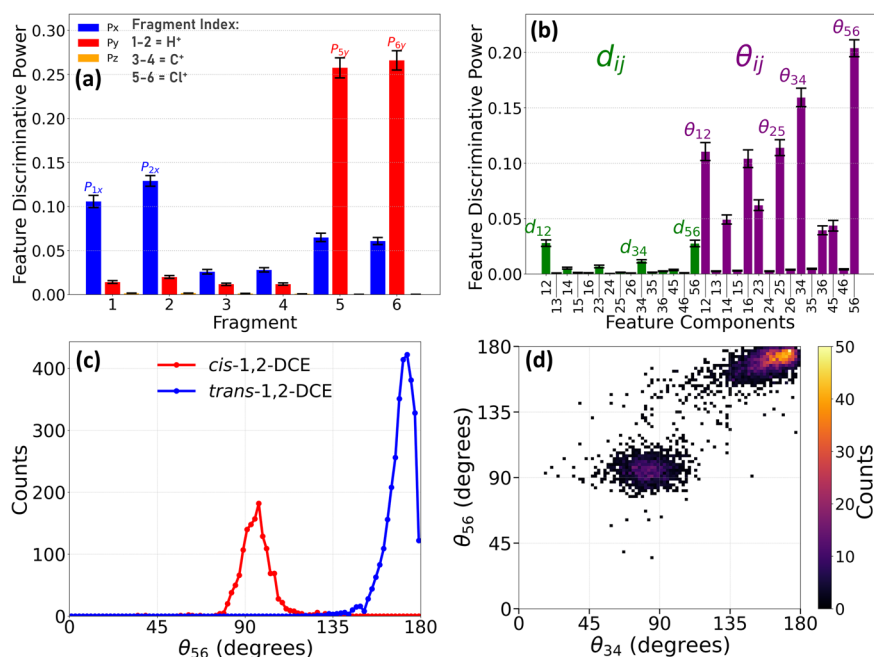 (a)
Feature Discriminative Power
0.30
0.25
0.20
0.15
0.10
0.05
0.00
Px
Py
Pz
Fragment Index:
1-2 = H⁺
3-4 = C⁺
5-6 = Cl⁺
P1x
P2x
P5y
P6y
1 2 3 4 5 6
Fragment
(b)
Feature Discriminative Power
0.20
0.15
0.10
0.05
0.00
dij
θij
d12
d34
d56
θ12
θ25
θ34
θ56
12 13 14 15 16 23 24 25 26 34 35 36 45 46 56 12 13 14 15 16 23 24 25 26 34 35 36 45 46 56
Feature Components
(c)
Counts
400
300
200
100
0
cis-1,2-DCE
trans-1,2-DCE
0 45 90 135 180
θ56 (degrees)
(d)
θ56 (degrees)
180
135
90
45
0
0 45 90 135 180
θ34 (degrees)
50
40
30
20
10
0
Counts